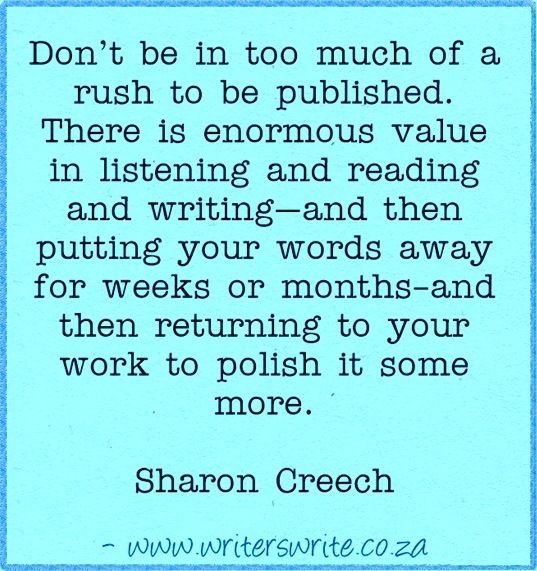 Don't be in too much of a
rush to be published.
There is enormous value
in listening and reading
and writing—and then
putting your words away
for weeks or months-and
then returning to your
work to polish it some
more.
Sharon Creech
- www.writerswrite.co.za